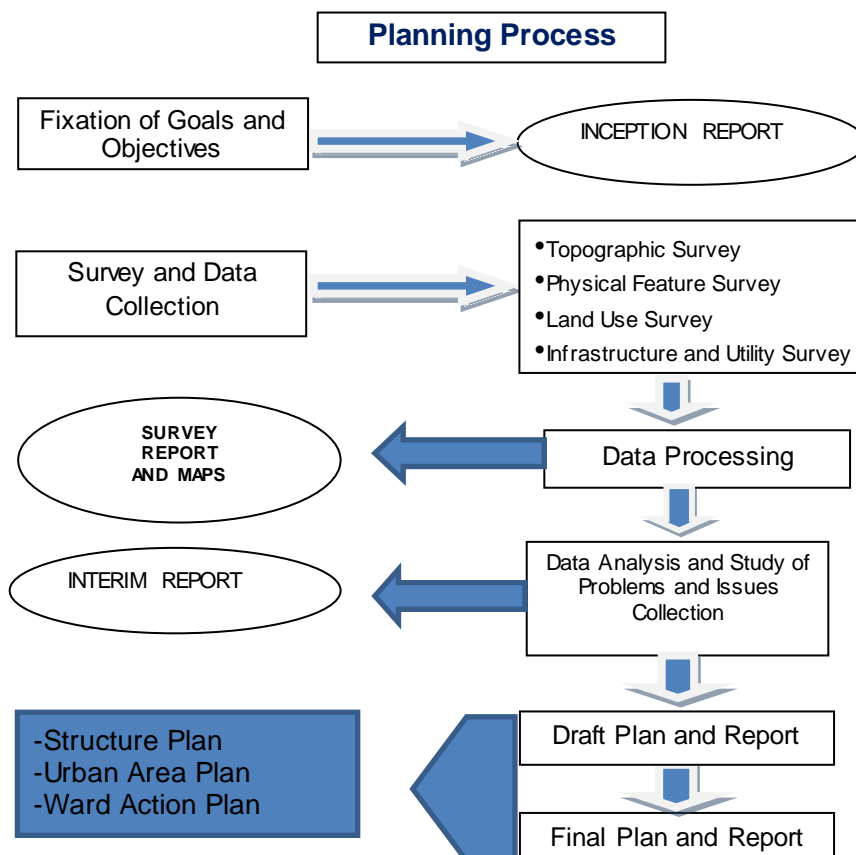 Planning Process
Fixation of Goals and
Objectives
INCEPTION REPORT
Survey and Data
Collection
•Topographic Survey
•Physical Feature Survey
•Land Use Survey
•Infrastructure and Utility Survey
SURVEY
REPORT
AND MAPS
Data Processing
INTERIM REPORT
Data Analysis and Study of
Problems and Issues
Collection
-Structure Plan
-Urban Area Plan
-Ward Action Plan
Draft Plan and Report
Final Plan and Report